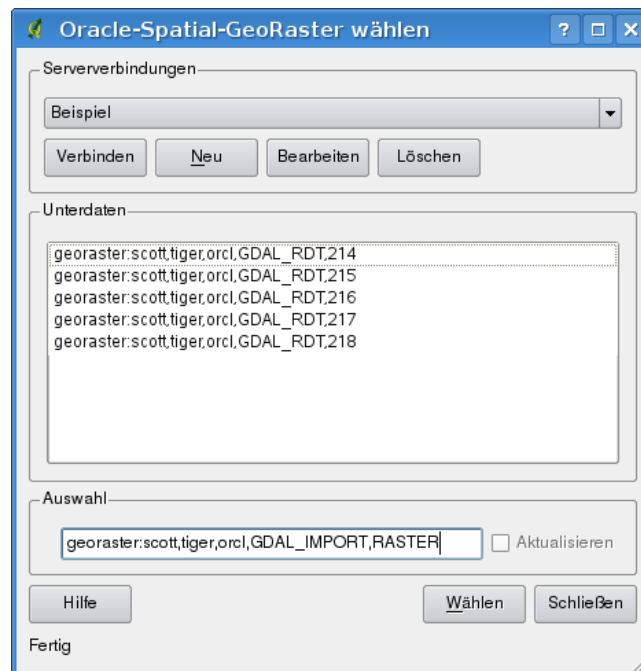 Oracle-Spatial-GeoRaster wählen
Serververbindungen
Beispiel
Verbinden Neu Bearbeiten Löschen
Unterdaten
georaster:scott,tiger,orcl,GDAL_RDT,214
georaster:scott,tiger,orcl,GDAL_RDT,215
georaster:scott,tiger,orcl,GDAL_RDT,216
georaster:scott,tiger,orcl,GDAL_RDT,217
georaster:scott,tiger,orcl,GDAL_RDT,218
Auswahl
georaster:scott,tiger,orcl,GDAL_IMPORT,RASTER Aktualisieren
Hilfe Wählen Schließen
Fertig